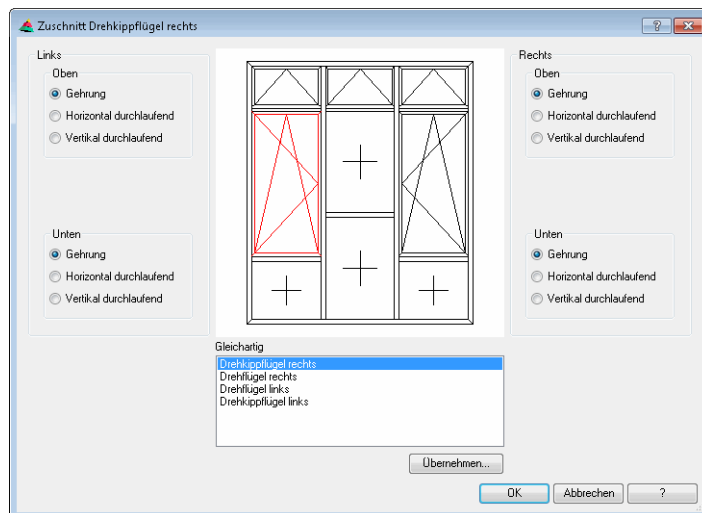 Zuschnitt Drehkippflügel rechts
?
Links
Oben
Gehrung
Horizontal durchlaufend
Vertikal durchlaufend
Unten
Gehrung
Horizontal durchlaufend
Vertikal durchlaufend
Rechts
Oben
Gehrung
Horizontal durchlaufend
Vertikal durchlaufend
Unten
Gehrung
Horizontal durchlaufend
Vertikal durchlaufend
Gleichartig
Drehkippflügel rechts
Drehflügel rechts
Drehflügel links
Drehkippflügel links
Übernehmen...
OK Abbrechen ?